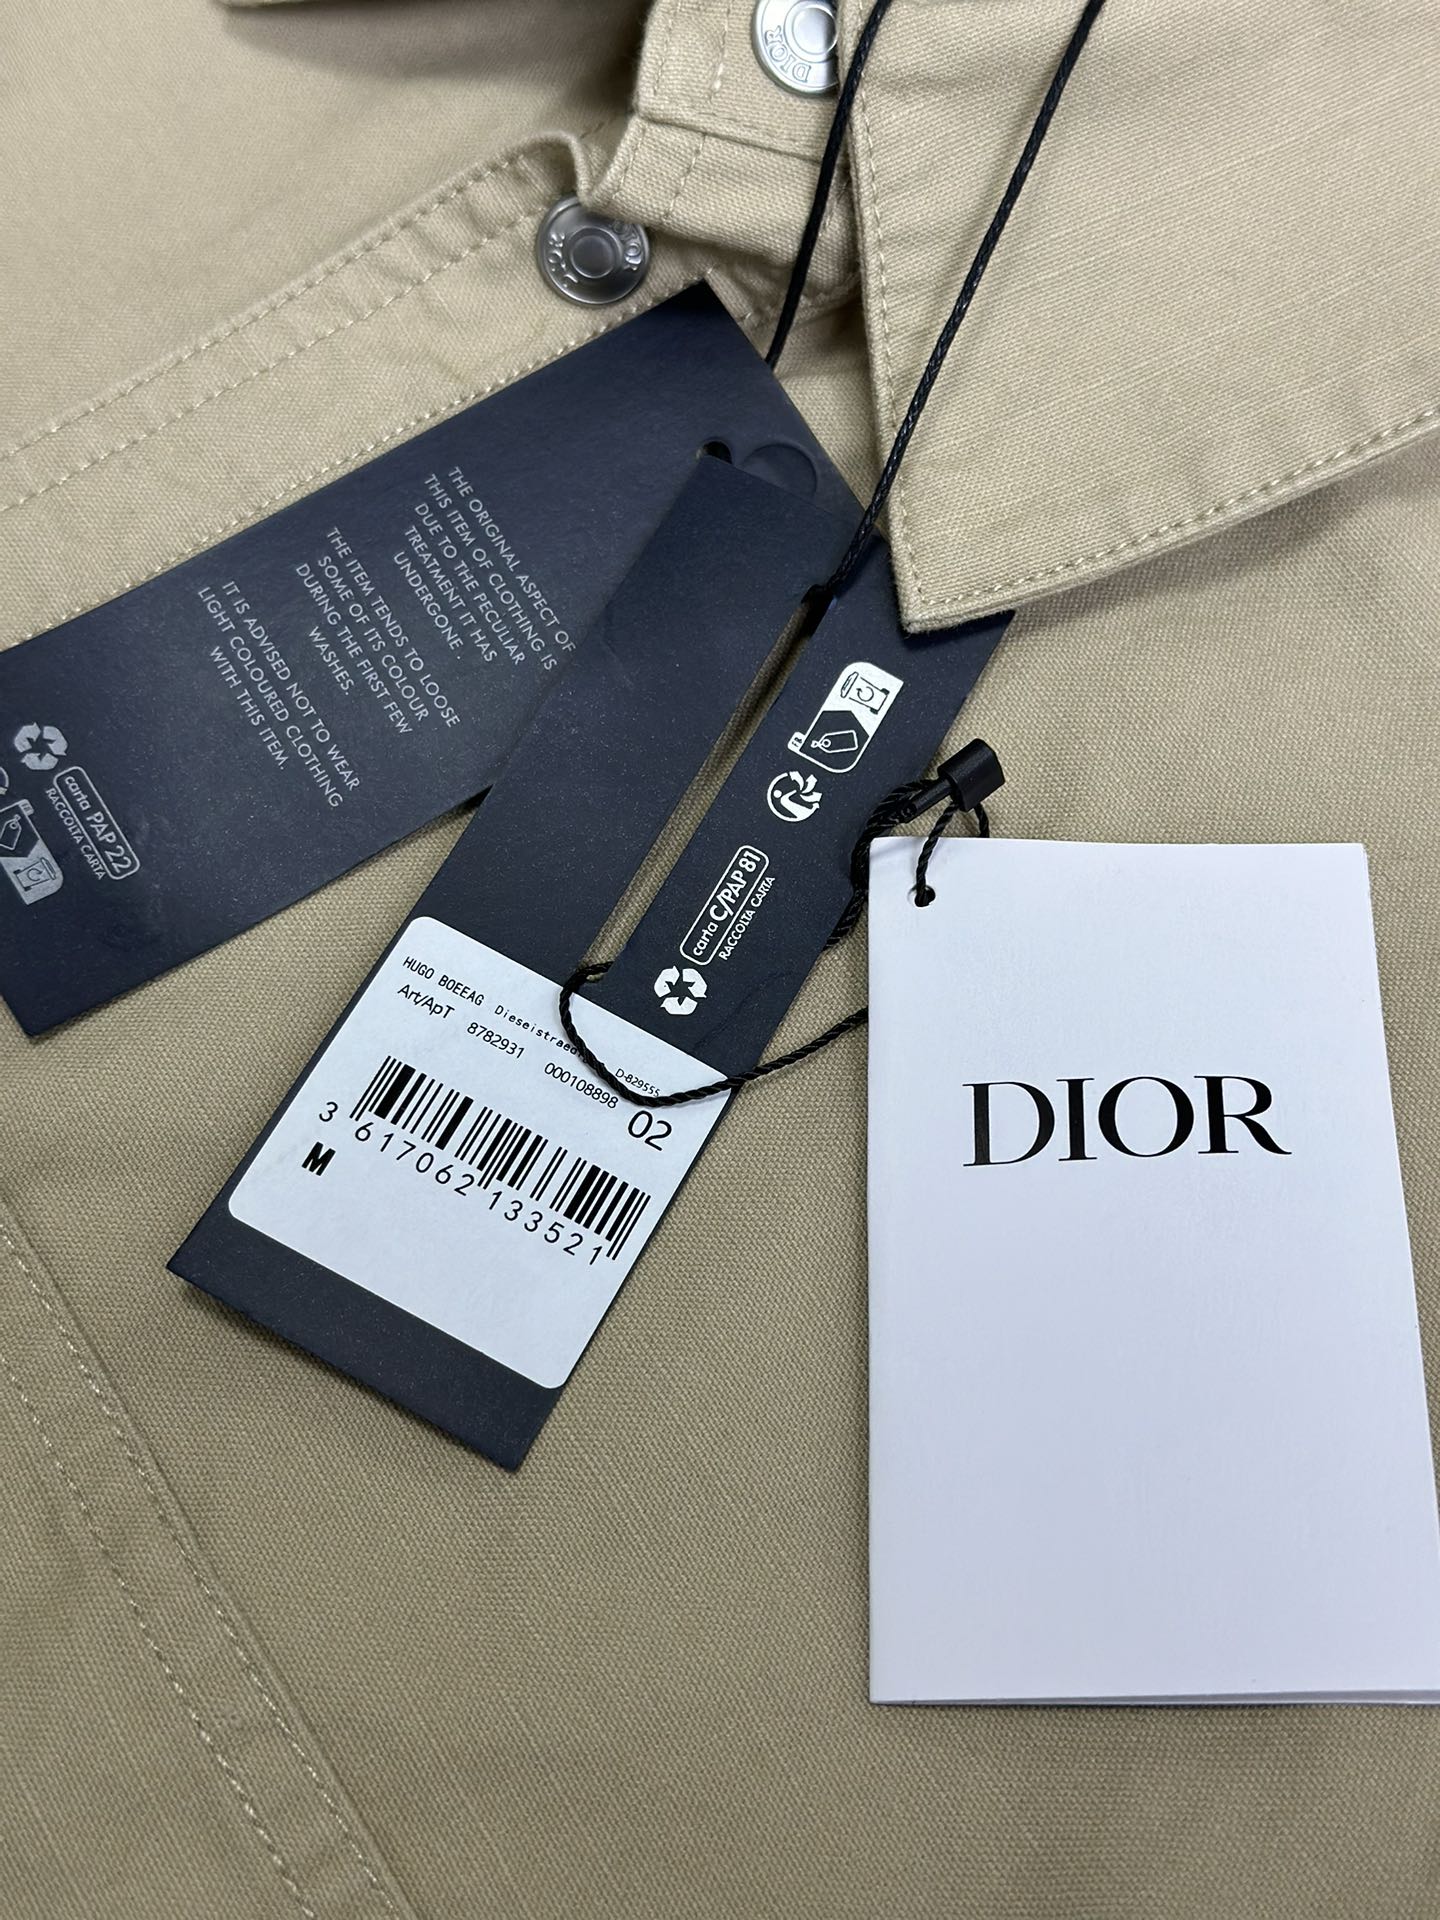 DIOR
DIOR
THE ORIGINAL ASPECT OF
THIS ITEM OF CLOTHING IS
DUE TO THE PECULIAR
TREATMENT IT HAS
UNDERGONE.
THE ITEM TENDS TO LOOSE
SOME OF ITS COLOUR
DURING THE FIRST FEW
WASHES.
IT IS ADVISED NOT TO WEAR
LIGHT COLOURED CLOTHING
WITH THIS ITEM.
carta PAP 22
RACCOLTA CARTA
carta C/PAP 81
RACCOLTA CARTA
HUGO BOEEAG
D-829555
Art/ApT 8782931 000108898 02
3 617062 133521
M
DIOR